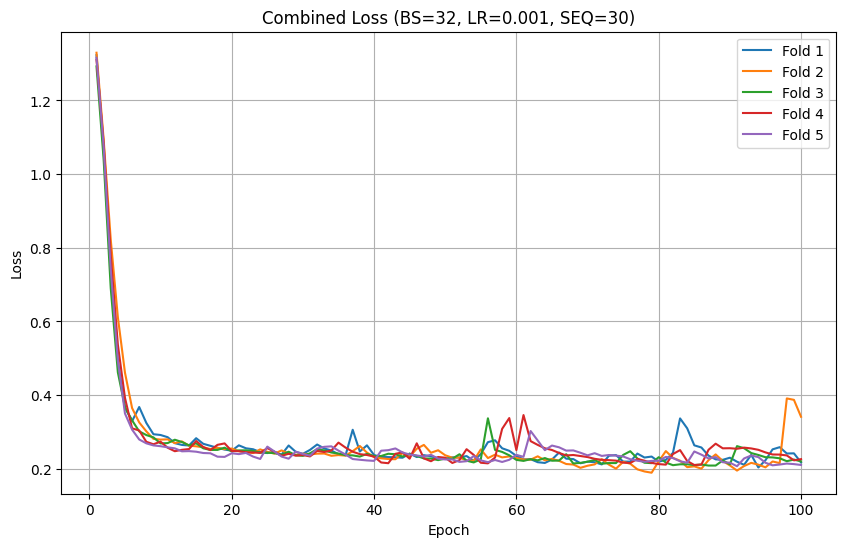 Combined Loss (BS=32, LR=0.001, SEQ=30)
Fold 1
Fold 2
Fold 3
Fold 4
Fold 5
1.2
1.0
0.8
0.6
0.4
0.2
Loss
0 20 40 60 80 100
Epoch